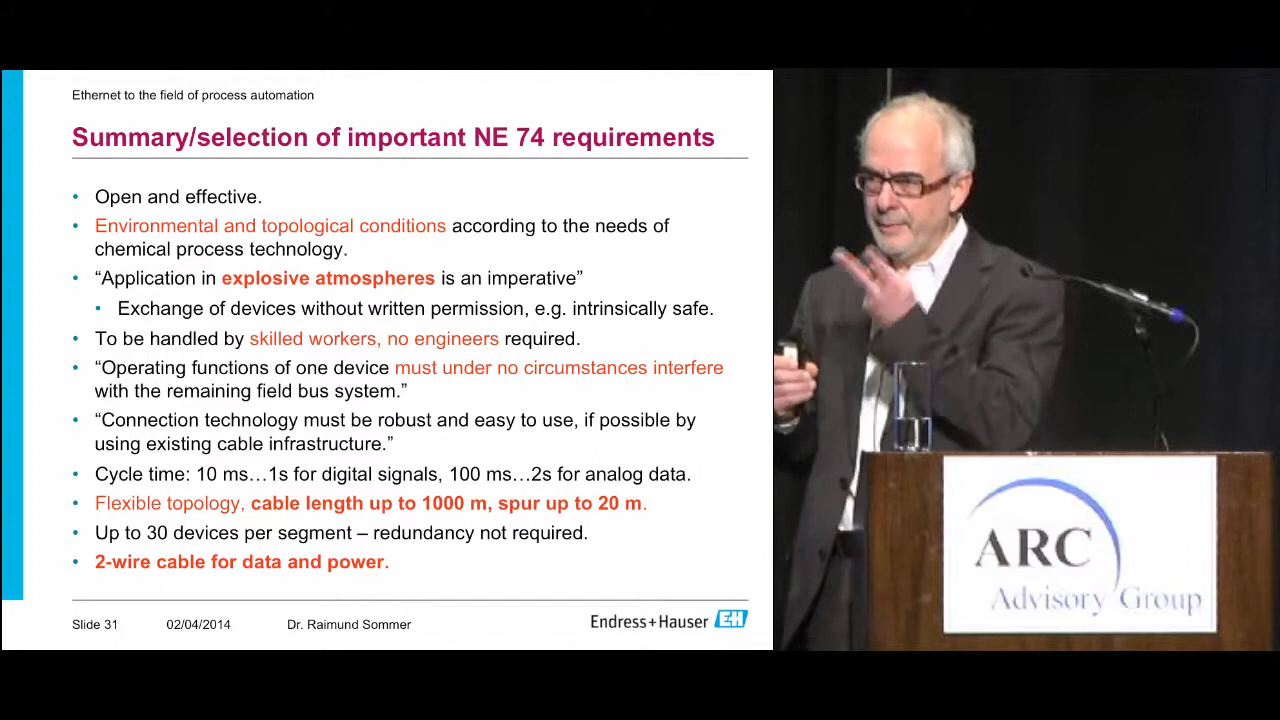 Ethernet to the field of process automation
Summary/selection of important NE 74 requirements
• Open and effective.
• Environmental and topological conditions according to the needs of
chemical process technology.
• “Application in explosive atmospheres is an imperative”
• Exchange of devices without written permission, e.g. intrinsically safe.
• To be handled by skilled workers, no engineers required.
• “Operating functions of one device must under no circumstances interfere
with the remaining field bus system.”
• “Connection technology must be robust and easy to use, if possible by
using existing cable infrastructure.”
• Cycle time: 10 ms…1s for digital signals, 100 ms…2s for analog data.
• Flexible topology, cable length up to 1000 m, spur up to 20 m.
• Up to 30 devices per segment – redundancy not required.
• 2-wire cable for data and power.
Slide 31 02/04/2014 Dr. Raimund Sommer
Endress+Hauser EH
ARC
Advisory Group